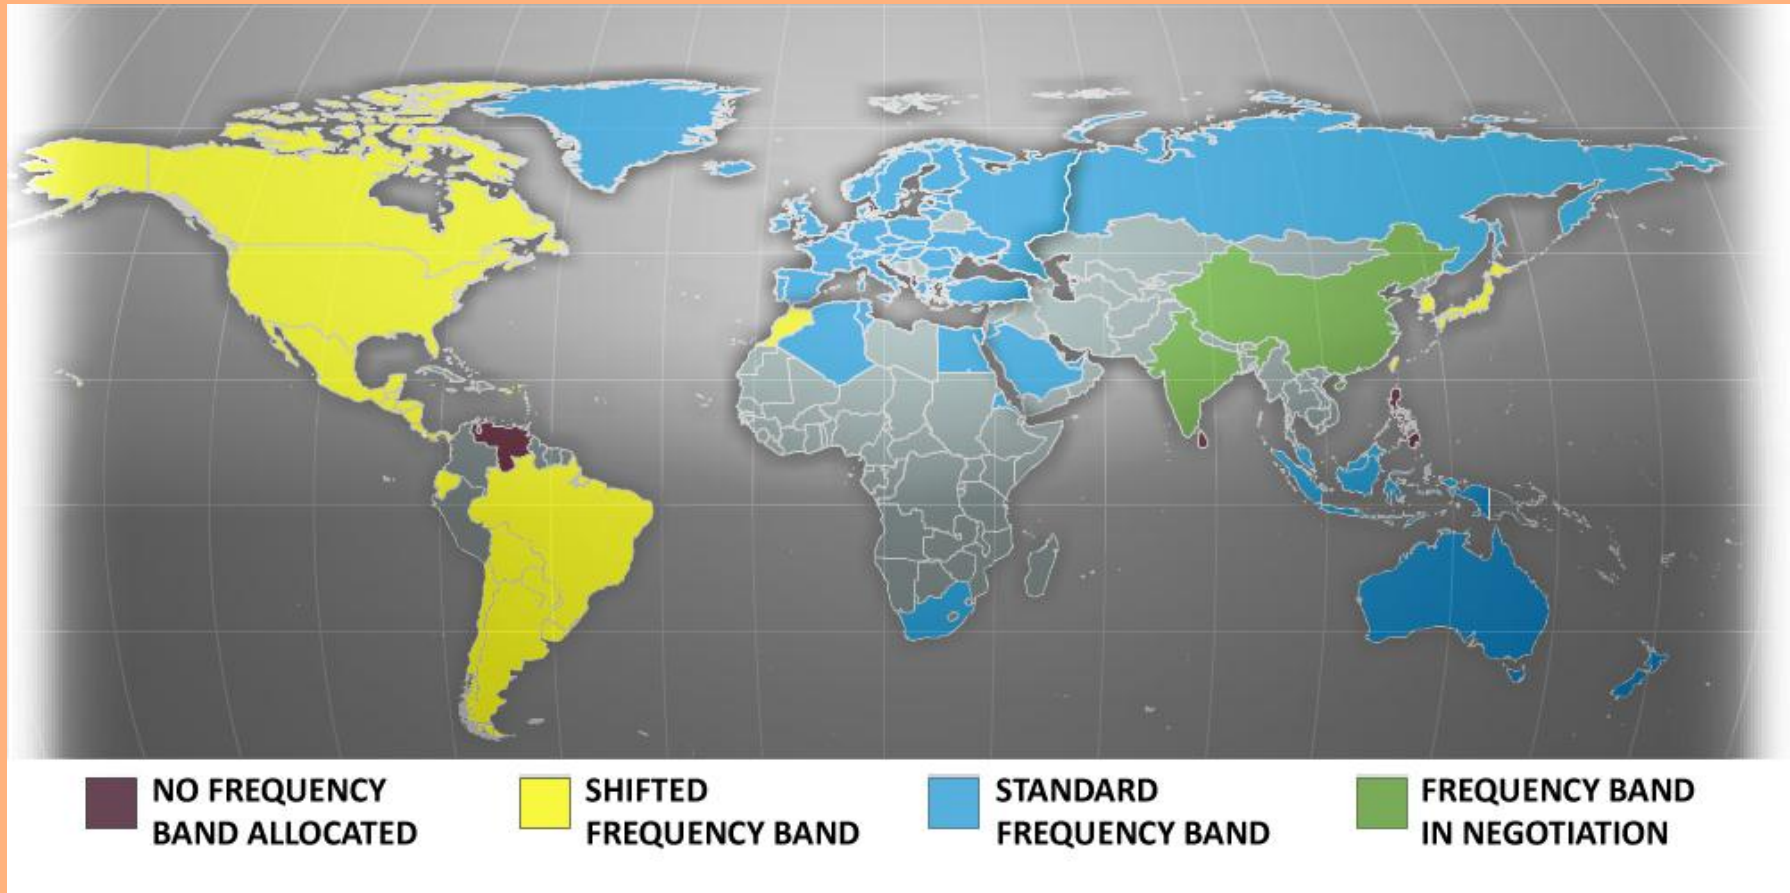 NO FREQUENCY
BAND ALLOCATED
SHIFTED
FREQUENCY BAND
STANDARD
FREQUENCY BAND
FREQUENCY BAND
IN NEGOTIATION